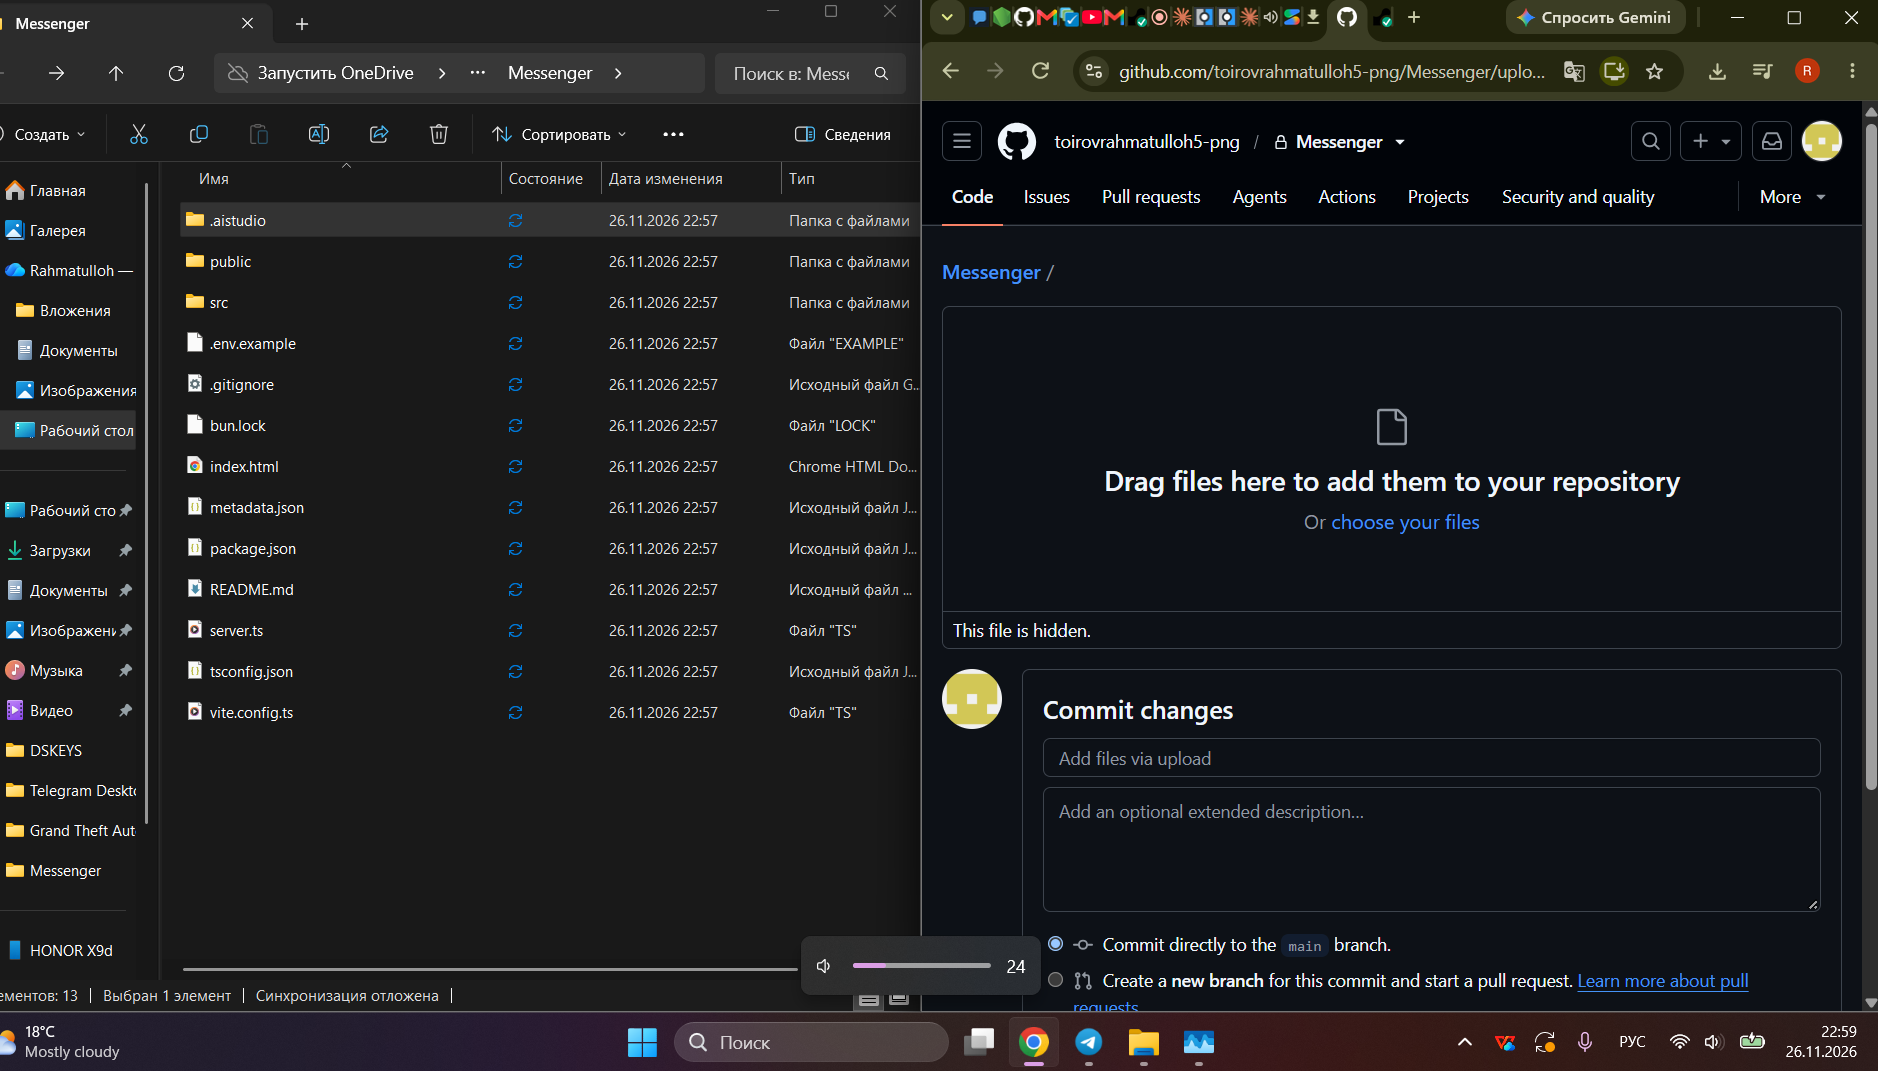 Messenger
Запустить OneDrive
Messenger
Поиск в: Messe
Создать
Сортировать
Сведения
Имя
Состояние
Дата изменения
Тип
Главная
Галерея
Rahmatulloh —
Вложения
Документы
Изображения
Рабочий стол
Рабочий сто
Загрузки
Документы
Изображени
Музыка
Видео
DSKEYS
Telegram Deskto
Grand Theft Aut
Messenger
HONOR X9d
.aistudio 26.11.2026 22:57 Папка с файлами
public 26.11.2026 22:57 Папка с файлами
src 26.11.2026 22:57 Папка с файлами
.env.example 26.11.2026 22:57 Файл "EXAMPLE"
.gitignore 26.11.2026 22:57 Исходный файл G...
bun.lock 26.11.2026 22:57 Файл "LOCK"
index.html 26.11.2026 22:57 Chrome HTML Do...
metadata.json 26.11.2026 22:57 Исходный файл J...
package.json 26.11.2026 22:57 Исходный файл J...
README.md 26.11.2026 22:57 Исходный файл ...
server.ts 26.11.2026 22:57 Файл "TS"
tsconfig.json 26.11.2026 22:57 Исходный файл J...
vite.config.ts 26.11.2026 22:57 Файл "TS"
ементов: 13
Выбран 1 элемент
Синхронизация отложена
24
Спросить Gemini
github.com/toirovrahmatulloh5-png/Messenger/uplo...
R
toirovrahmatulloh5-png / Messenger
Code
Issues
Pull requests
Agents
Actions
Projects
Security and quality
More
Messenger /
Drag files here to add them to your repository
Or choose your files
This file is hidden.
Commit changes
Add files via upload
Add an optional extended description...
Commit directly to the main branch.
Create a new branch for this commit and start a pull request. Learn more about pull
requests.
18°C
Mostly cloudy
Поиск
РУС
22:59
26.11.2026